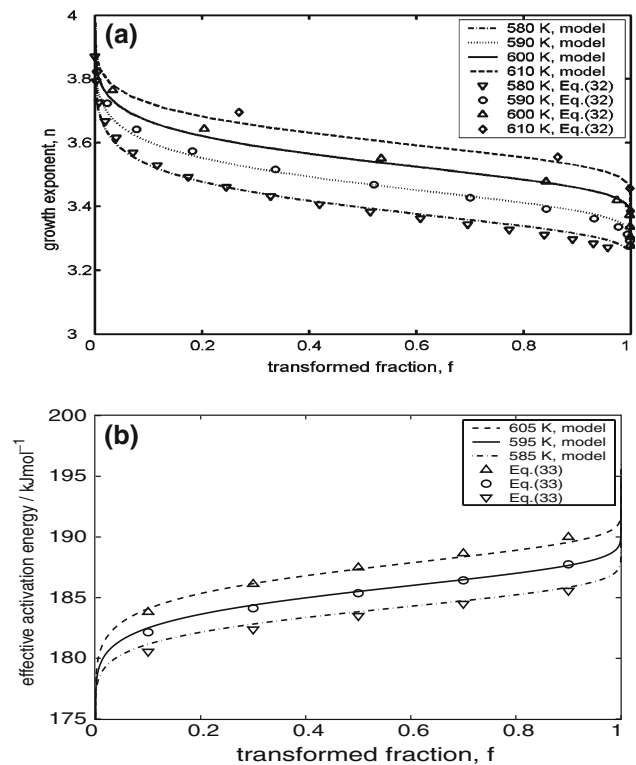 (a)
4
3.8
3.6
3.4
3.2
3
growth exponent, n
0
0.2
0.4
0.6
0.8
1
transformed fraction, f
580 K, model
590 K, model
600 K, model
610 K, model
580 K, Eq.(32)
590 K, Eq.(32)
600 K, Eq.(32)
610 K, Eq.(32)
(b)
200
195
190
185
180
175
effective activation energy / kJmol⁻¹
0
0.2
0.4
0.6
0.8
1
transformed fraction, f
605 K, model
595 K, model
585 K, model
Eq.(33)
Eq.(33)
Eq.(33)